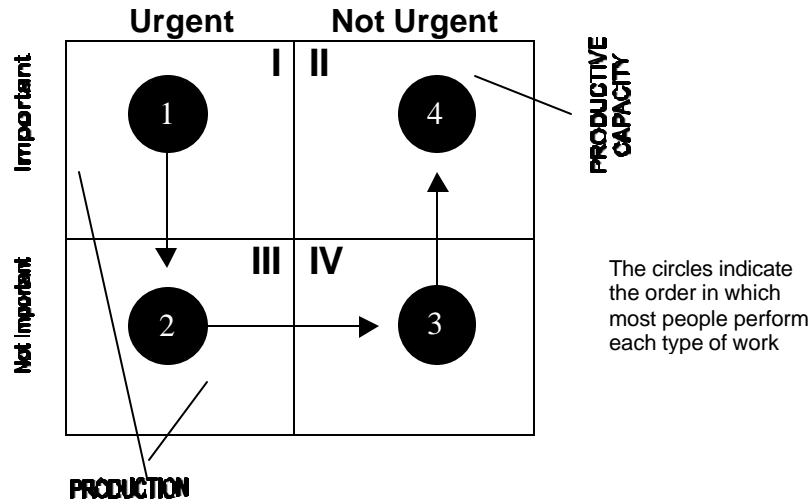 Urgent Not Urgent
Important
I II
1
4
PRODUCTIVE
CAPACITY
Not Important
III IV
2
3
The circles indicate
the order in which
most people perform
each type of work
PRODUCTION